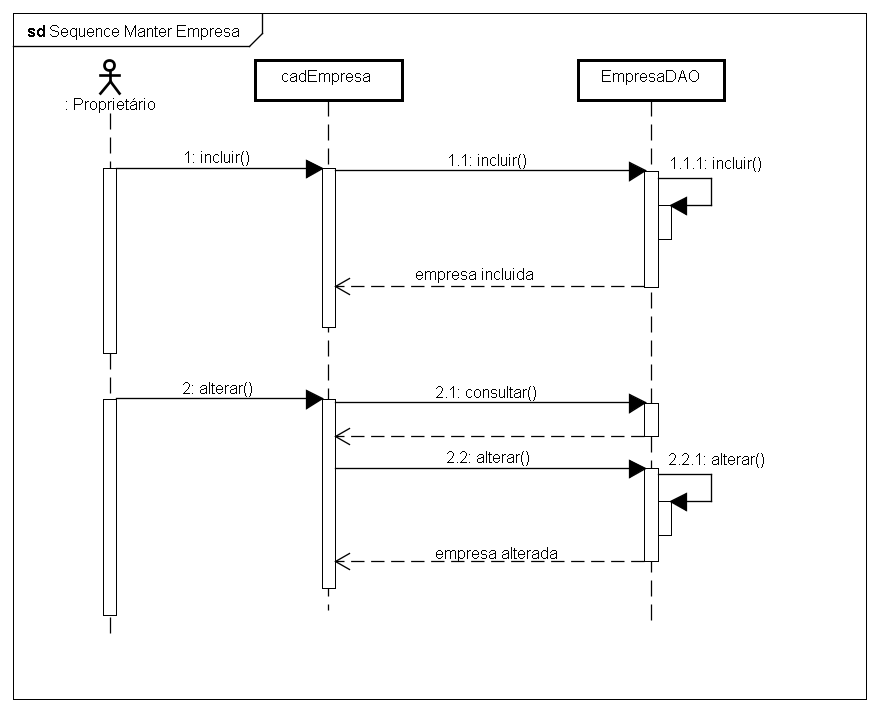 sd Sequence Manter Empresa
: Proprietário
cadEmpresa
EmpresaDAO
1: incluir()
1.1: incluir()
1.1.1: incluir()
empresa incluida
2: alterar()
2.1: consultar()
2.2: alterar()
2.2.1: alterar()
empresa alterada